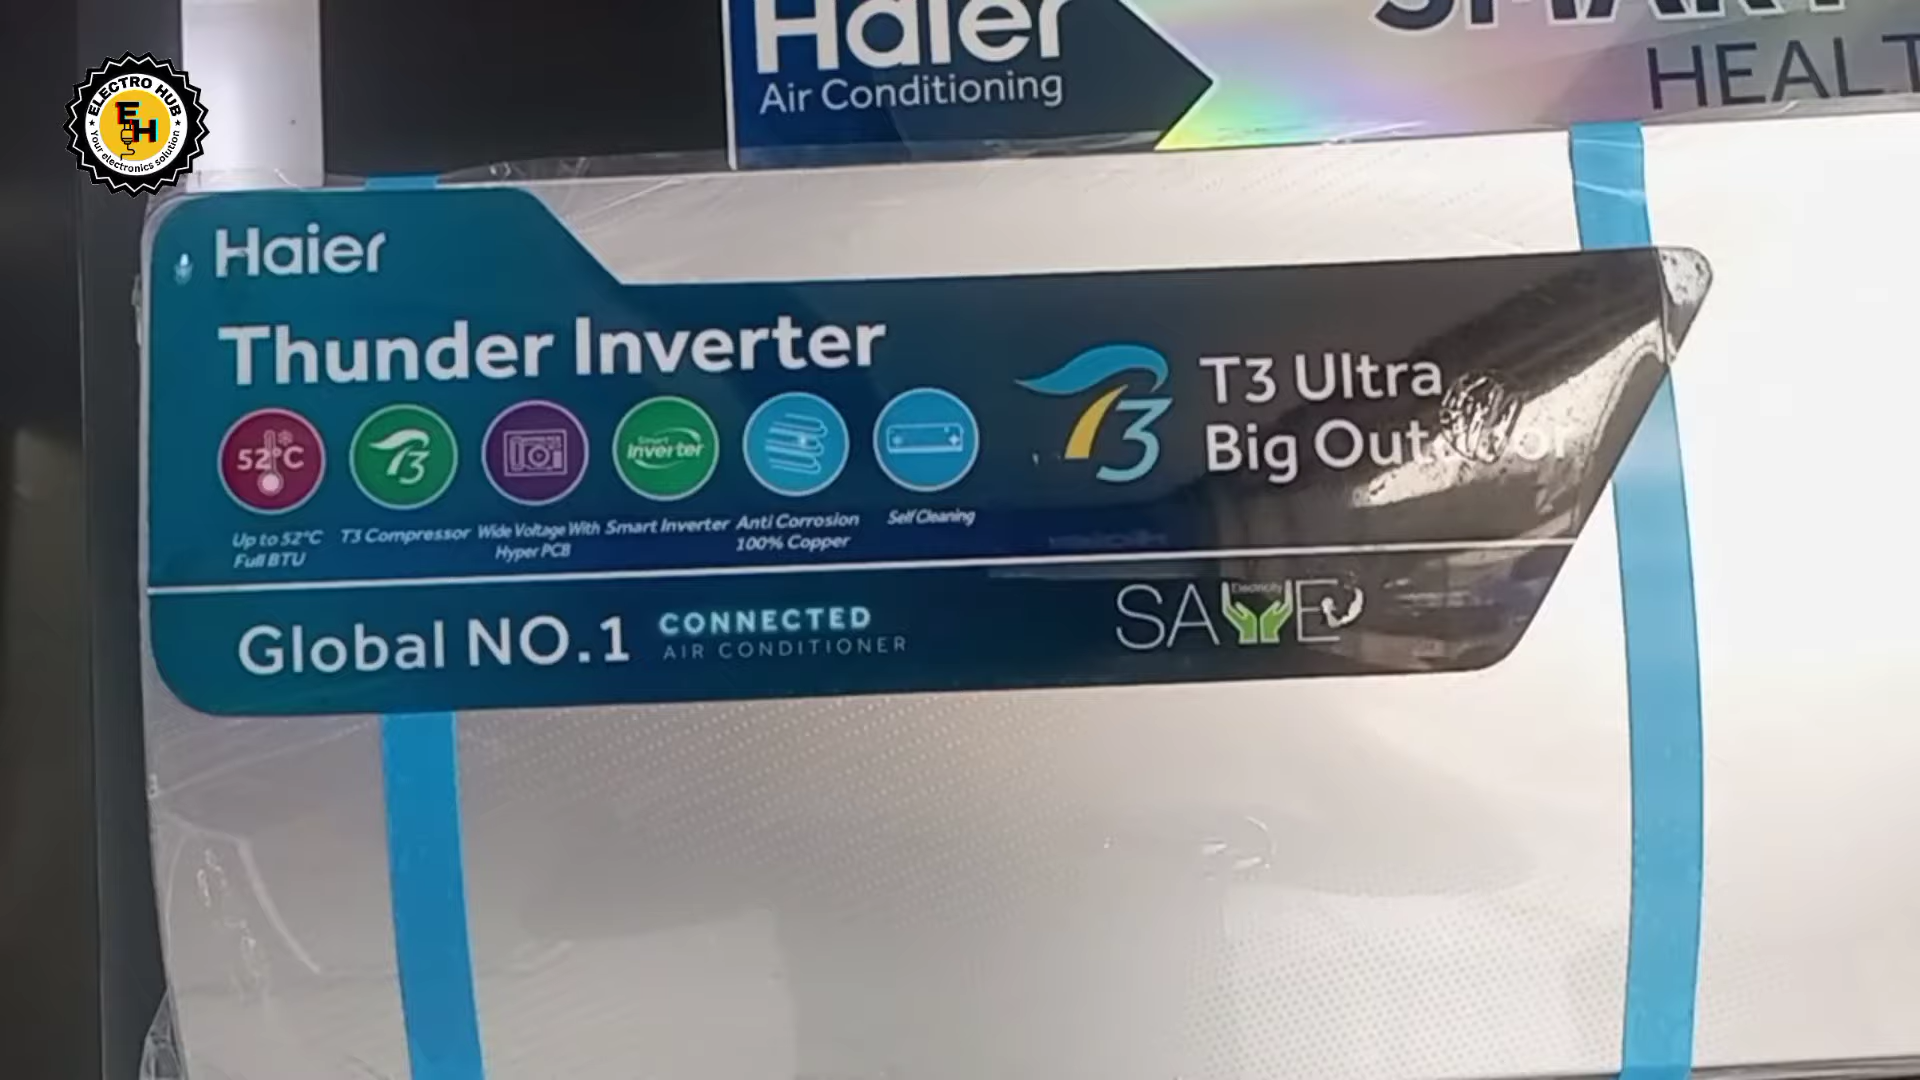 ELECTRO HUB
EH
Your electronics solution
Haier
Air Conditioning
HEALT
Haier
Thunder Inverter
52°C
T3
Smart
Inverter
Up to 52°C
Full BTU
T3 Compressor
Wide Voltage With
Hyper PCB
Smart Inverter
Anti Corrosion
100% Copper
Self Cleaning
T3
T3 Ultra
Big Outdoor
Global NO.1
CONNECTED
AIR CONDITIONER
Electricity
SAVE